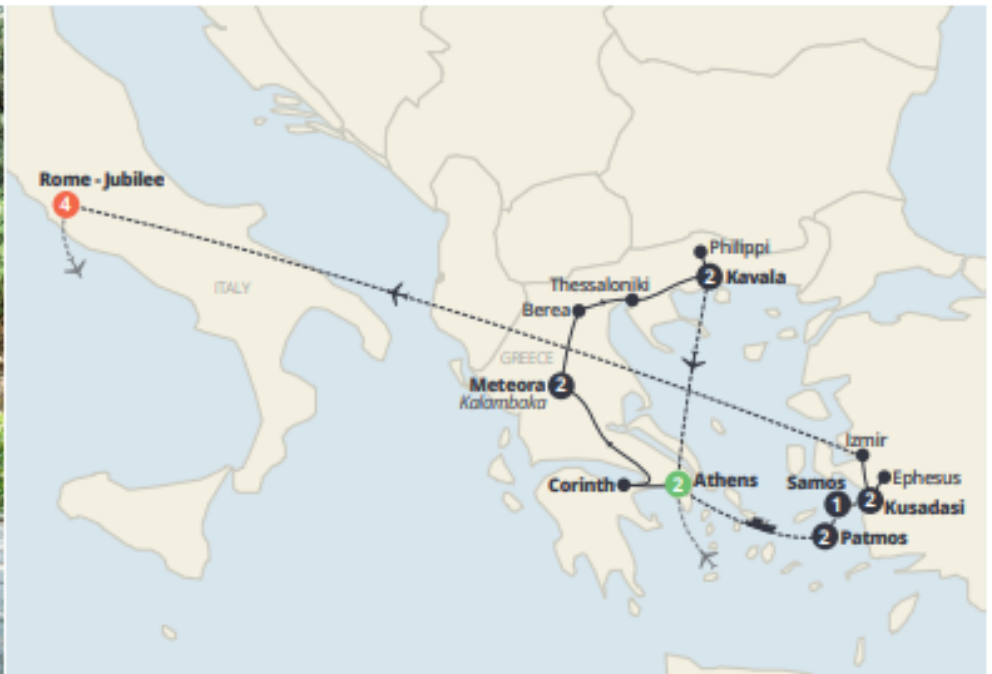 Rome - Jubilee
4
ITALY
Philippi
2 Kavala
Thessaloniki
Berea
GREECE
Meteora 2
Kalambaka
Izmir
Corinth
2 Athens
Samos
1
Ephesus
2 Kusadasi
2 Patmos